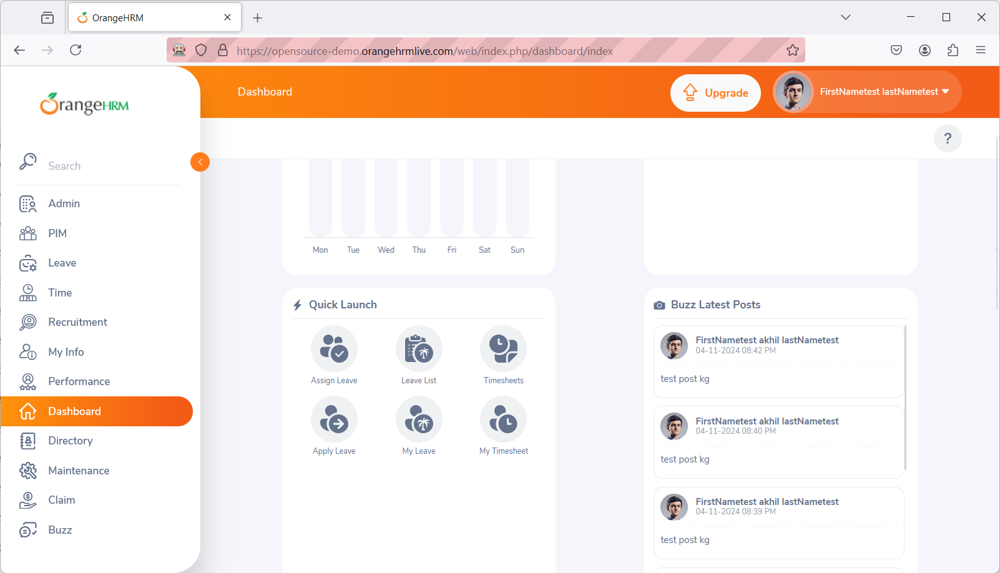 OrangeHRM
https://opensource-demo.orangehrmlive.com/web/index.php/dashboard/index
OrangeHRM
Dashboard
Upgrade
FirstNametest lastNametest
?
Search
Admin
PIM
Leave
Time
Recruitment
My Info
Performance
Dashboard
Directory
Maintenance
Claim
Buzz
Mon Tue Wed Thu Fri Sat Sun
Quick Launch
Assign Leave Leave List Timesheets
Apply Leave My Leave My Timesheet
Buzz Latest Posts
FirstNametest akhil lastNametest
04-11-2024 08:42 PM
test post kg
FirstNametest akhil lastNametest
04-11-2024 08:40 PM
test post kg
FirstNametest akhil lastNametest
04-11-2024 08:39 PM
test post kg